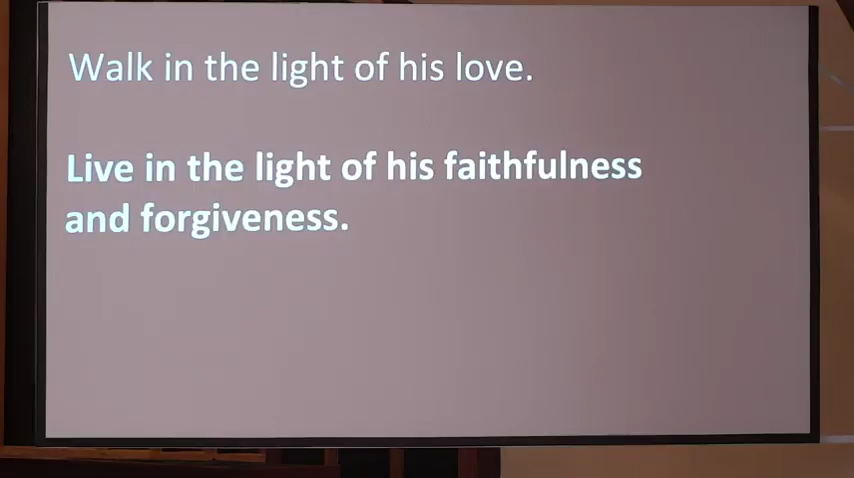 Walk in the light of his love.
Live in the light of his faithfulness
and forgiveness.